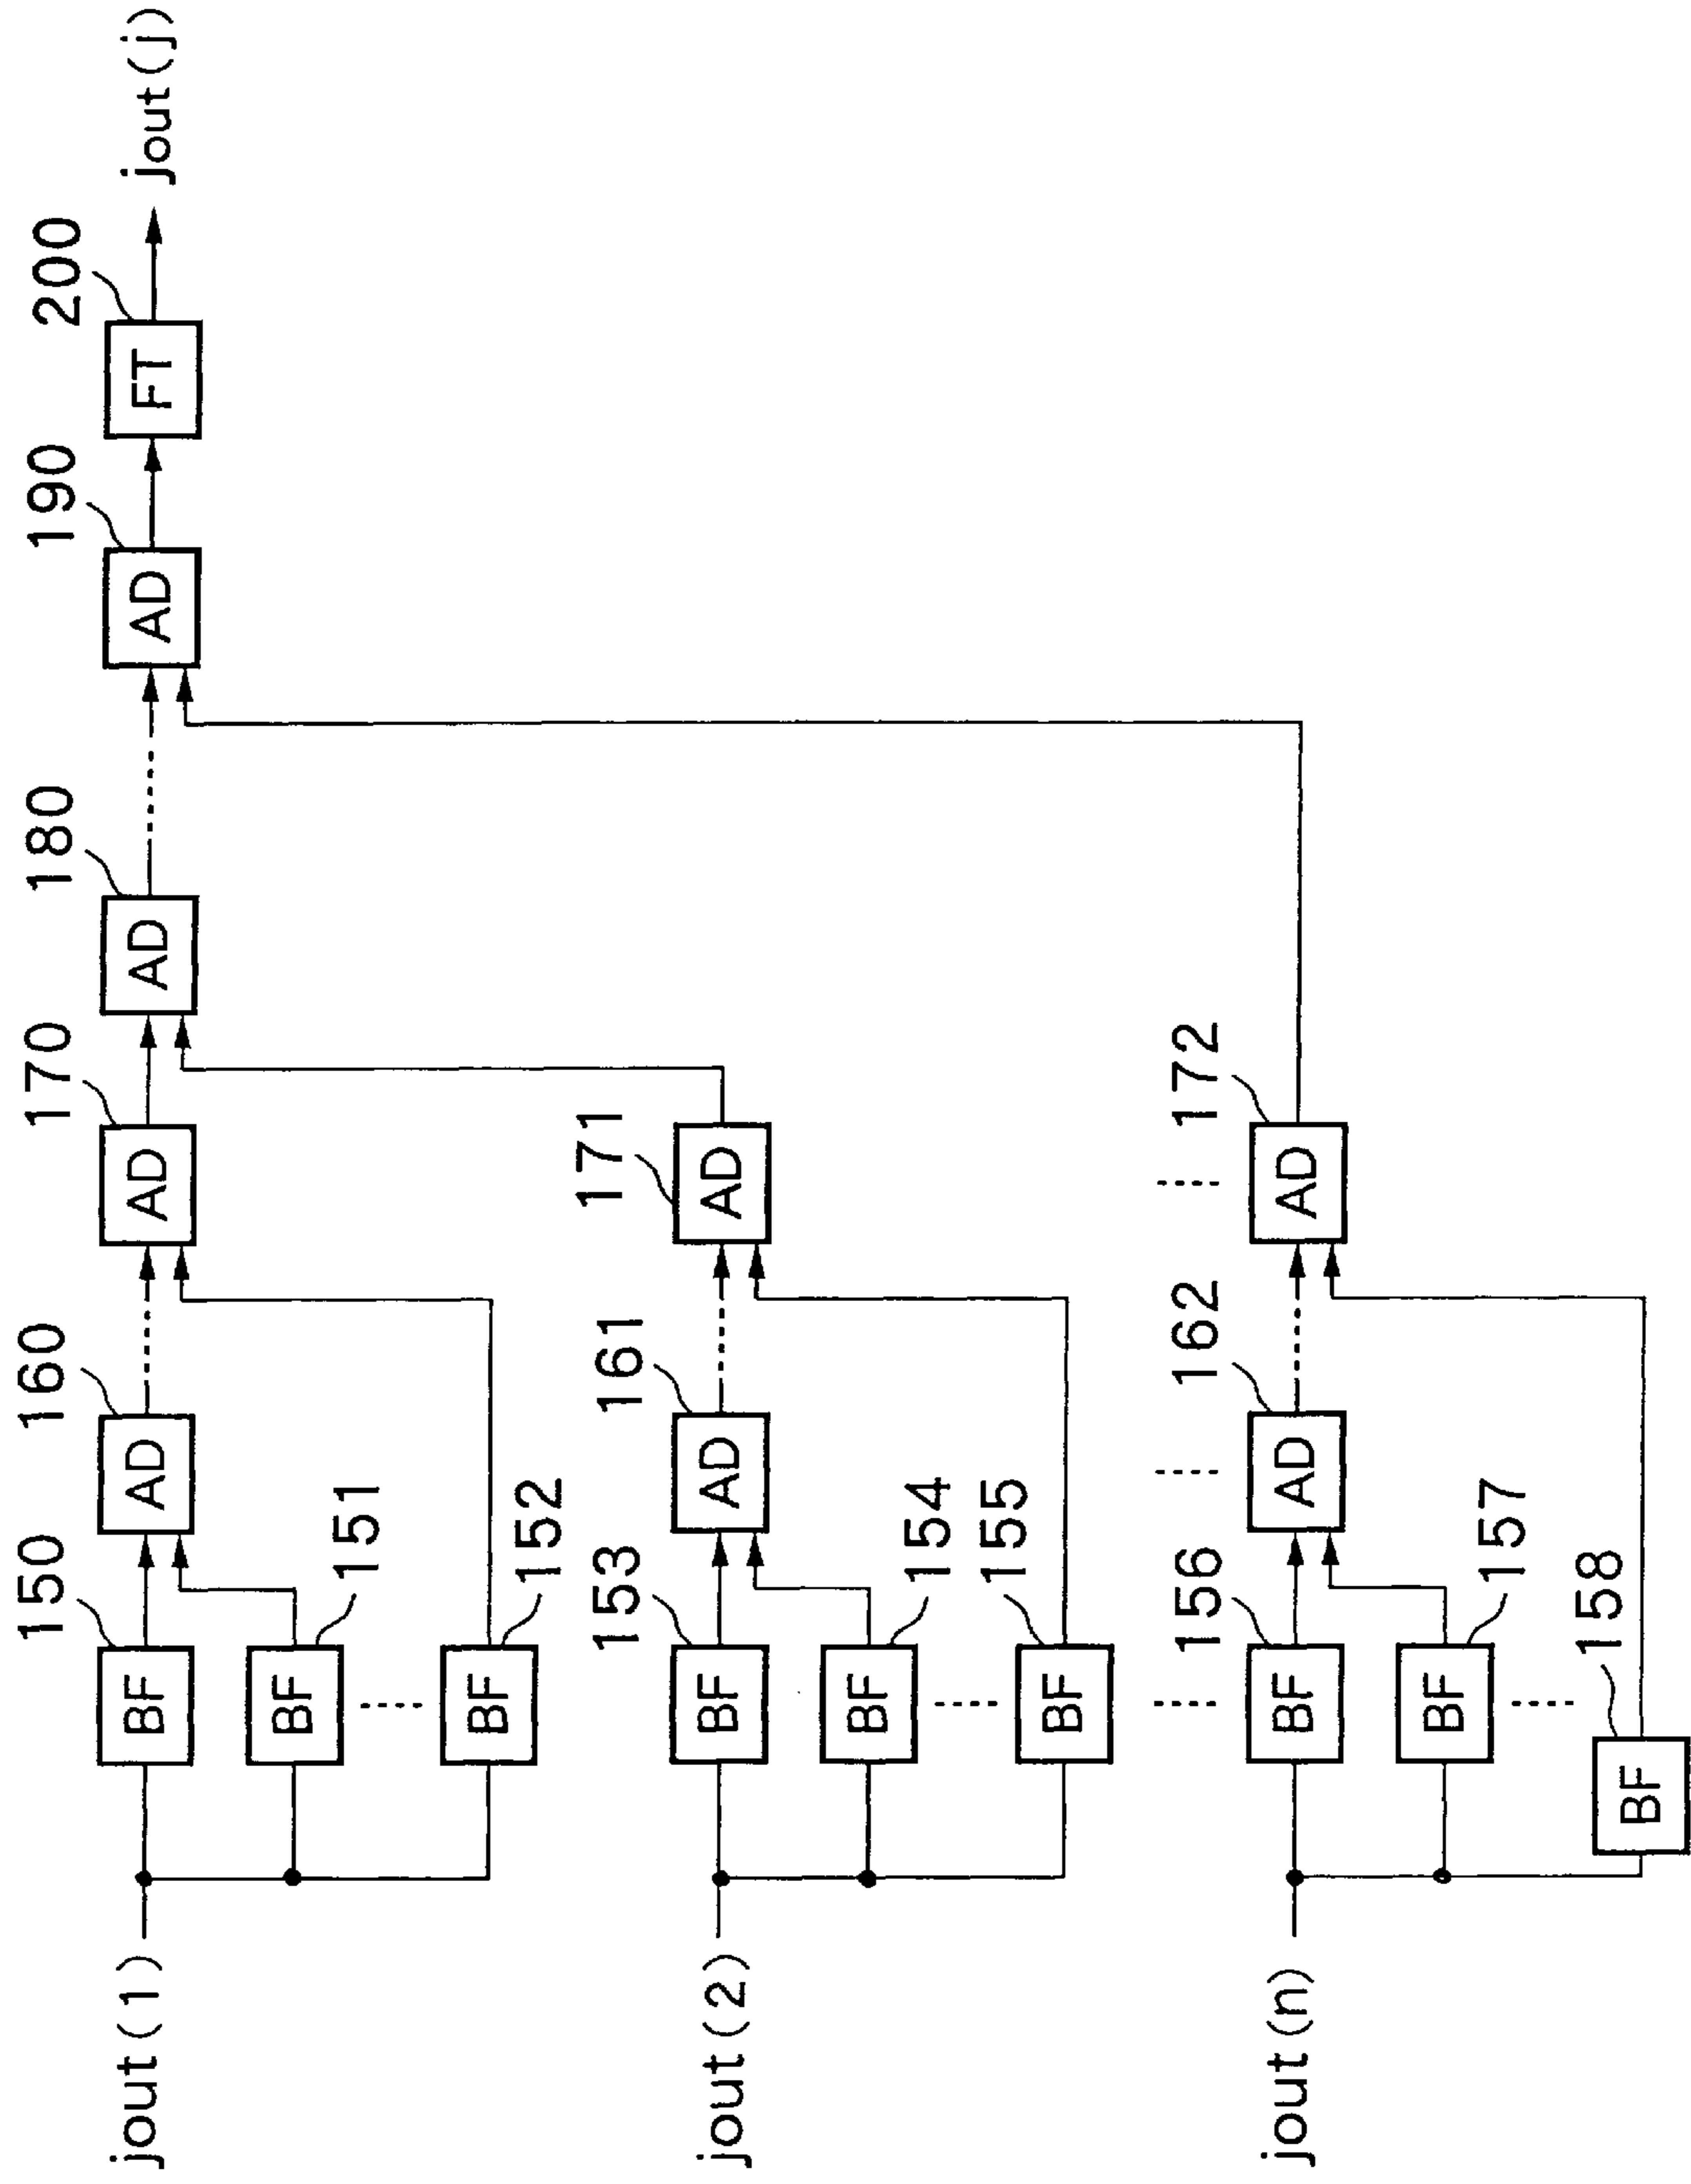 150 160 170 180 190 200
jout(1) BF AD AD AD AD FT jout(j)
BF 151
BF 152
153 161 171
jout(2) BF AD AD
BF 154
BF 155
156 162 172
jout(n) BF AD AD
BF 157
BF 158